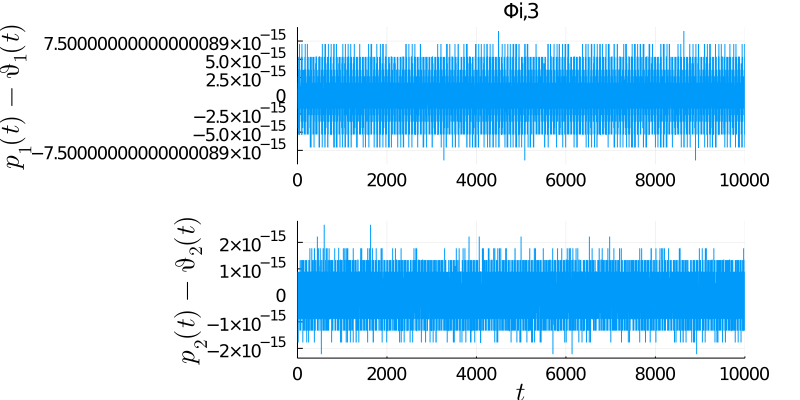 Φi,3
p₁(t) − ϑ₁(t)
7.500000000000000089×10⁻¹⁵
5.0×10⁻¹⁵
2.5×10⁻¹⁵
0
−2.5×10⁻¹⁵
−5.0×10⁻¹⁵
−7.500000000000000089×10⁻¹⁵
0 2000 4000 6000 8000 10000
p₂(t) − ϑ₂(t)
2×10⁻¹⁵
1×10⁻¹⁵
0
−1×10⁻¹⁵
−2×10⁻¹⁵
0 2000 4000 6000 8000 10000
t